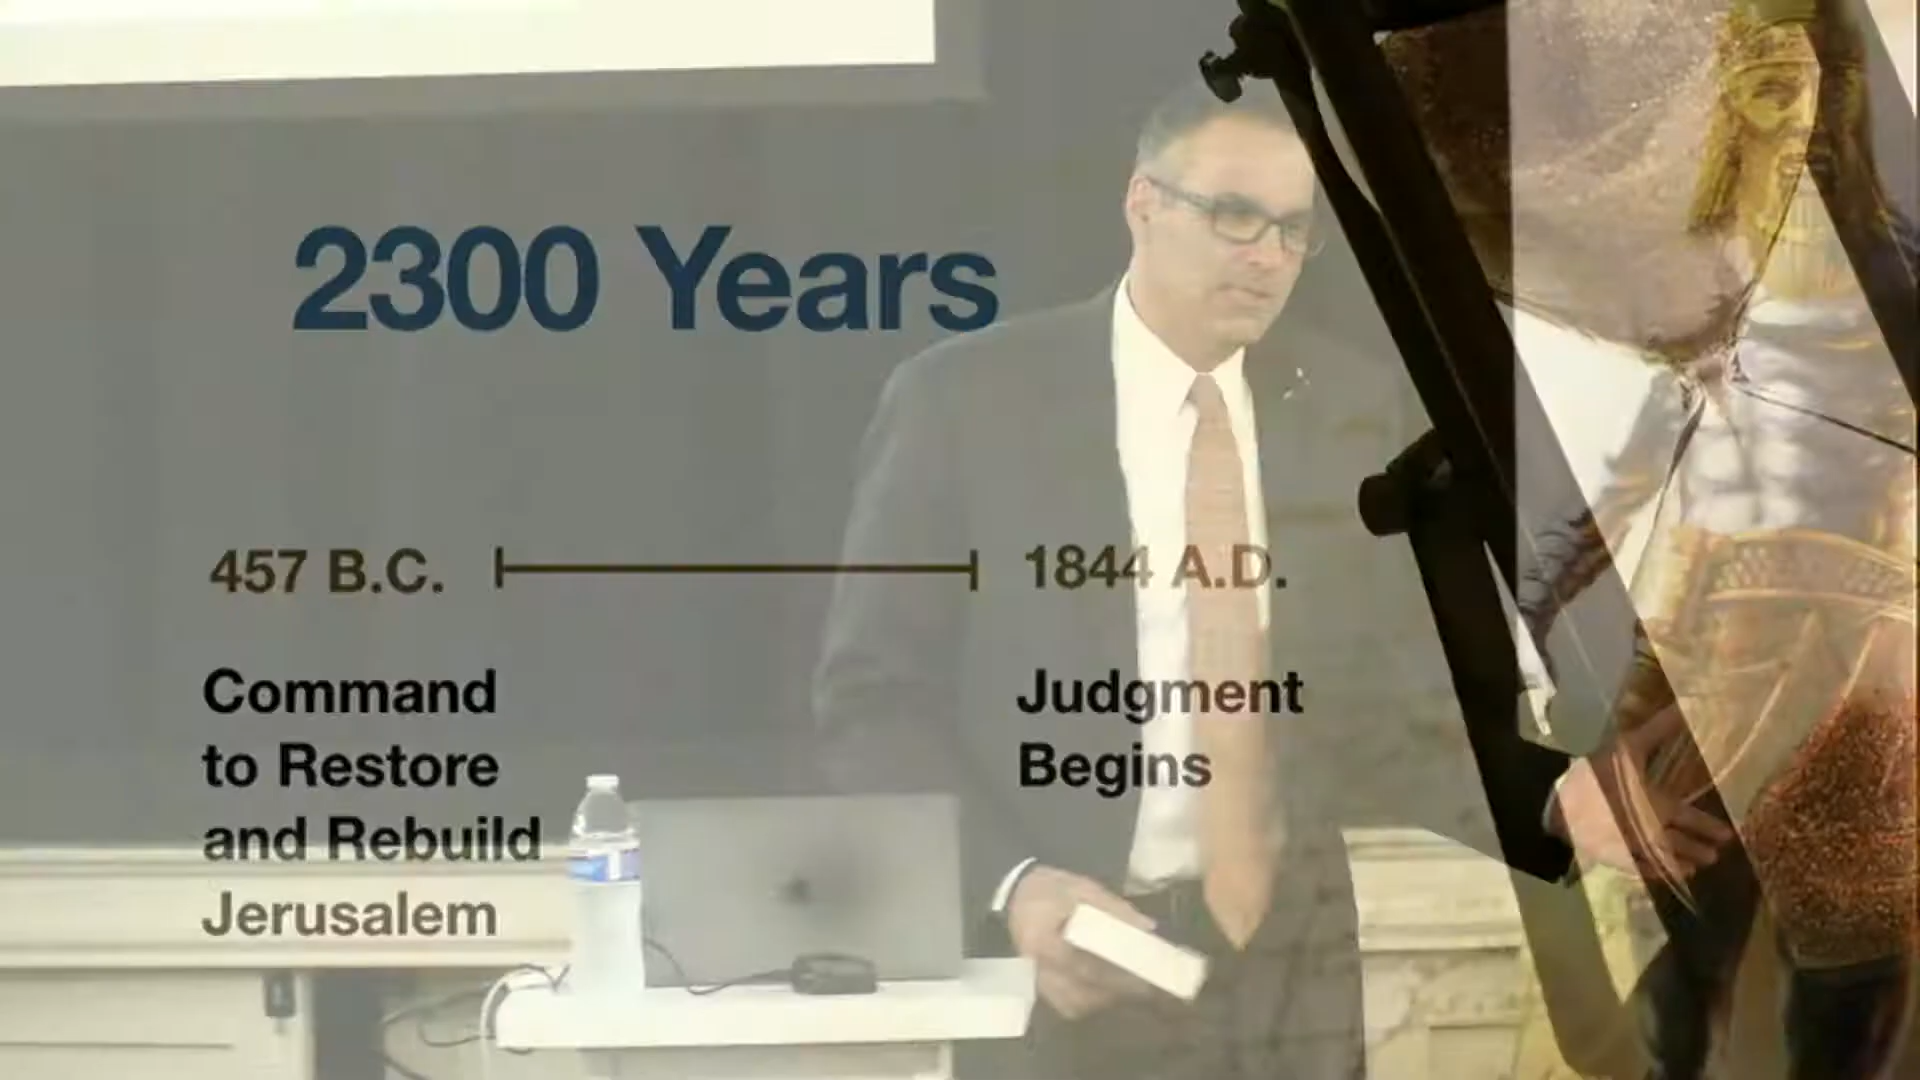 2300 Years
457 B.C.
1844 A.D.
Command
to Restore
and Rebuild
Jerusalem
Judgment
Begins